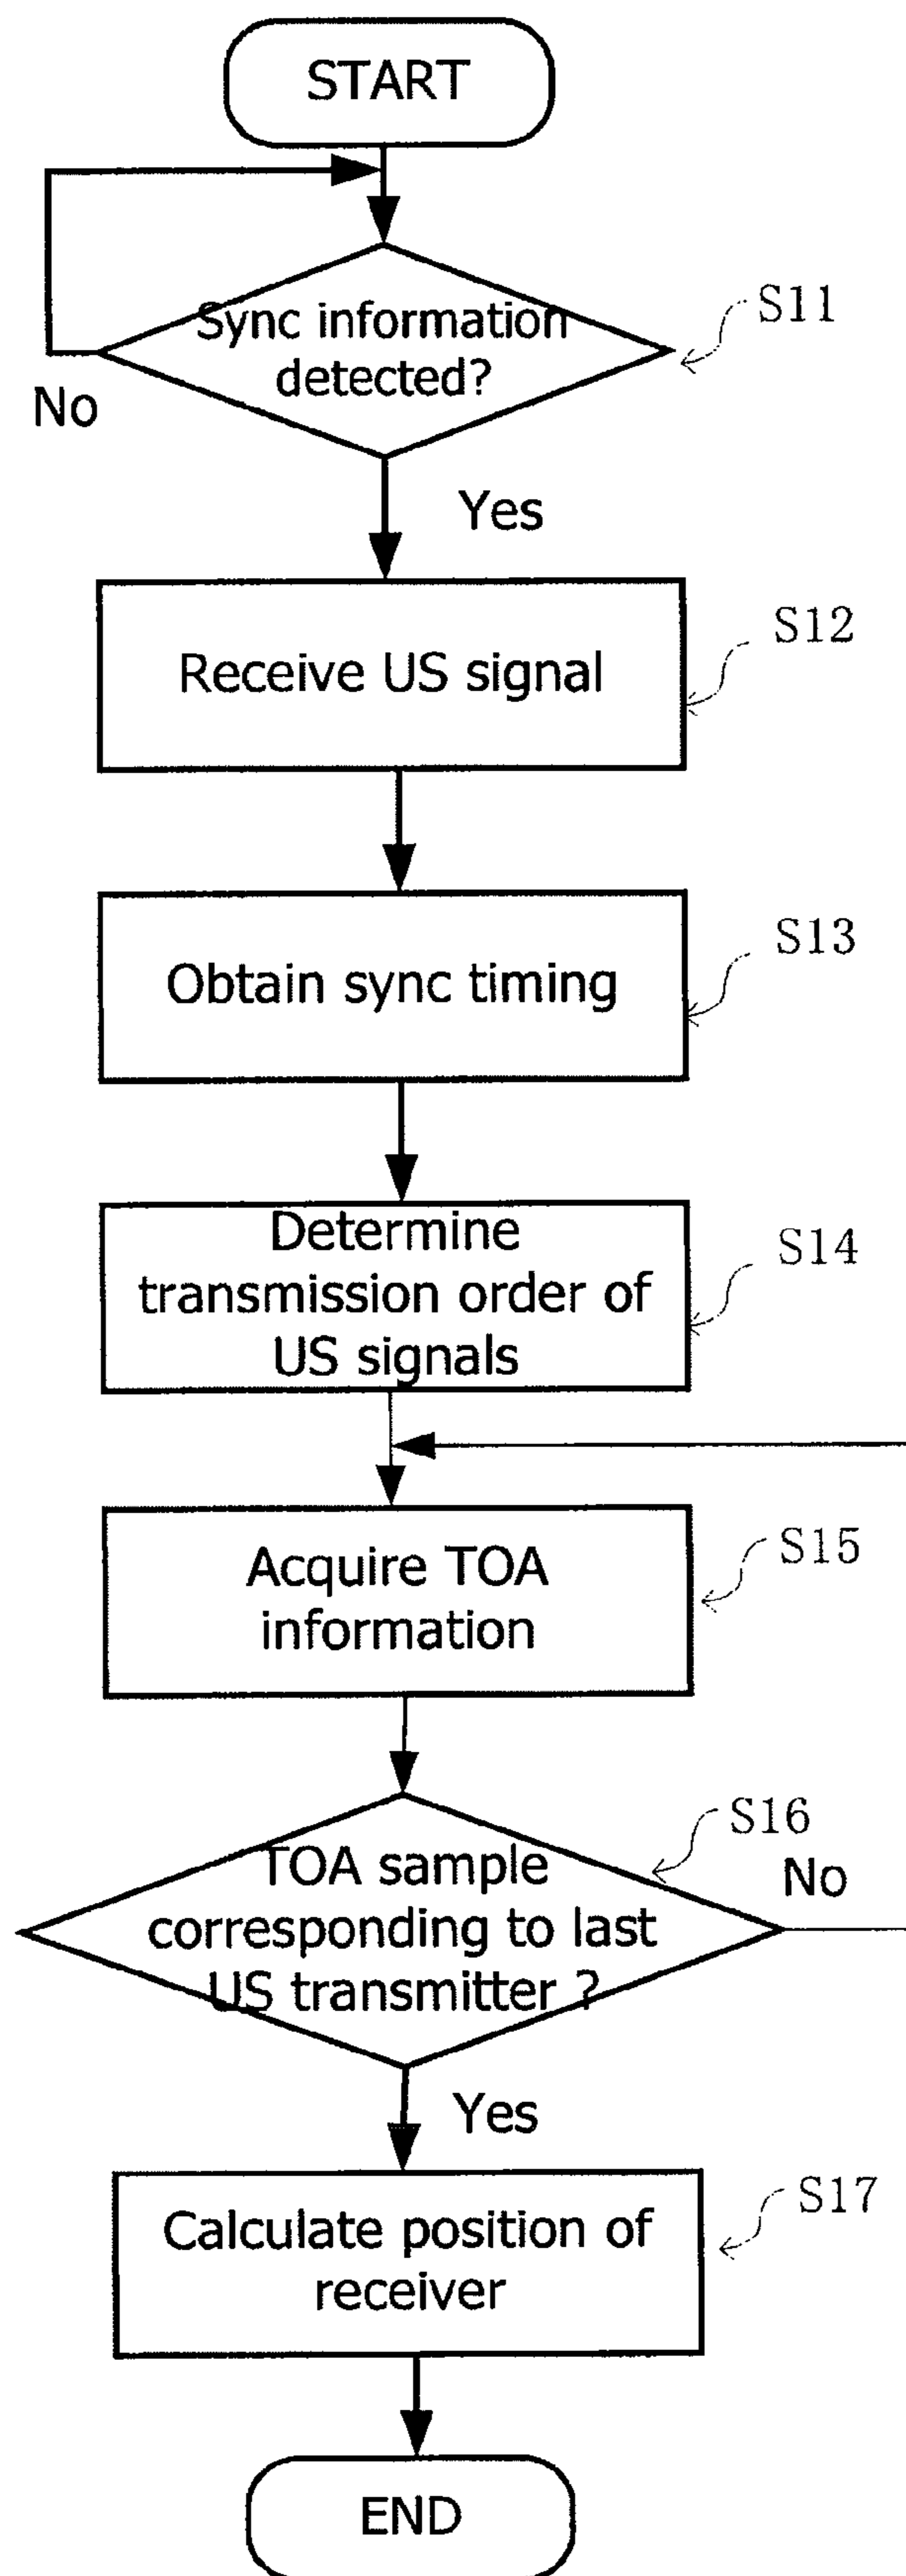 START
Sync information
detected?
S11
No
Yes
Receive US signal
S12
Obtain sync timing
S13
Determine
transmission order of
US signals
S14
Acquire TOA
information
S15
TOA sample
corresponding to last
US transmitter ?
S16
No
Yes
Calculate position of
receiver
S17
END